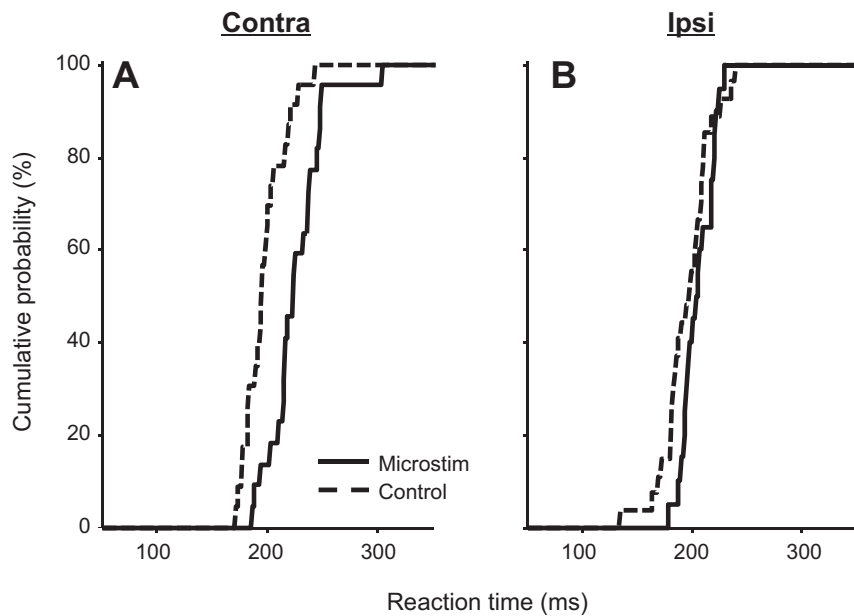 Contra
Ipsi
A
B
Cumulative probability (%)
100
80
60
40
20
0
Microstim
Control
100 200 300
100 200 300
Reaction time (ms)